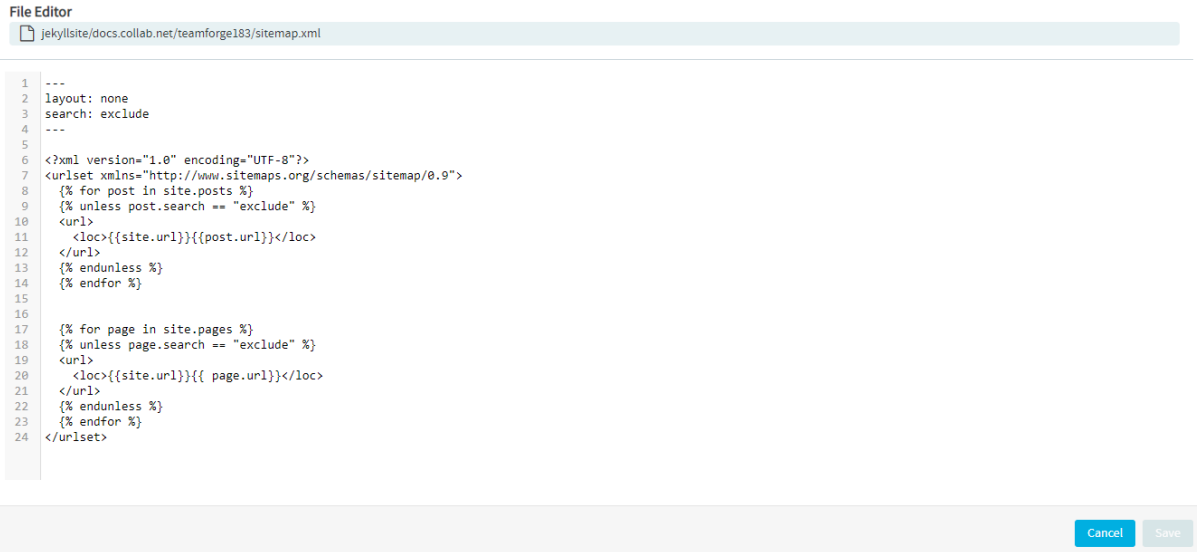 File Editor
jekyllsite/docs.collab.net/teamforge183/sitemap.xml
1 ---
2 layout: none
3 search: exclude
4 ---
5
6 <?xml version="1.0" encoding="UTF-8"?>
7 <urlset xmlns="http://www.sitemaps.org/schemas/sitemap/0.9">
8   {% for post in site.posts %}
9   {% unless post.search == "exclude" %}
10   <url>
11     <loc>{{site.url}}{{post.url}}</loc>
12   </url>
13   {% endunless %}
14   {% endfor %}
15
16
17   {% for page in site.pages %}
18   {% unless page.search == "exclude" %}
19   <url>
20     <loc>{{site.url}}{{ page.url}}</loc>
21   </url>
22   {% endunless %}
23   {% endfor %}
24 </urlset>
Cancel Save